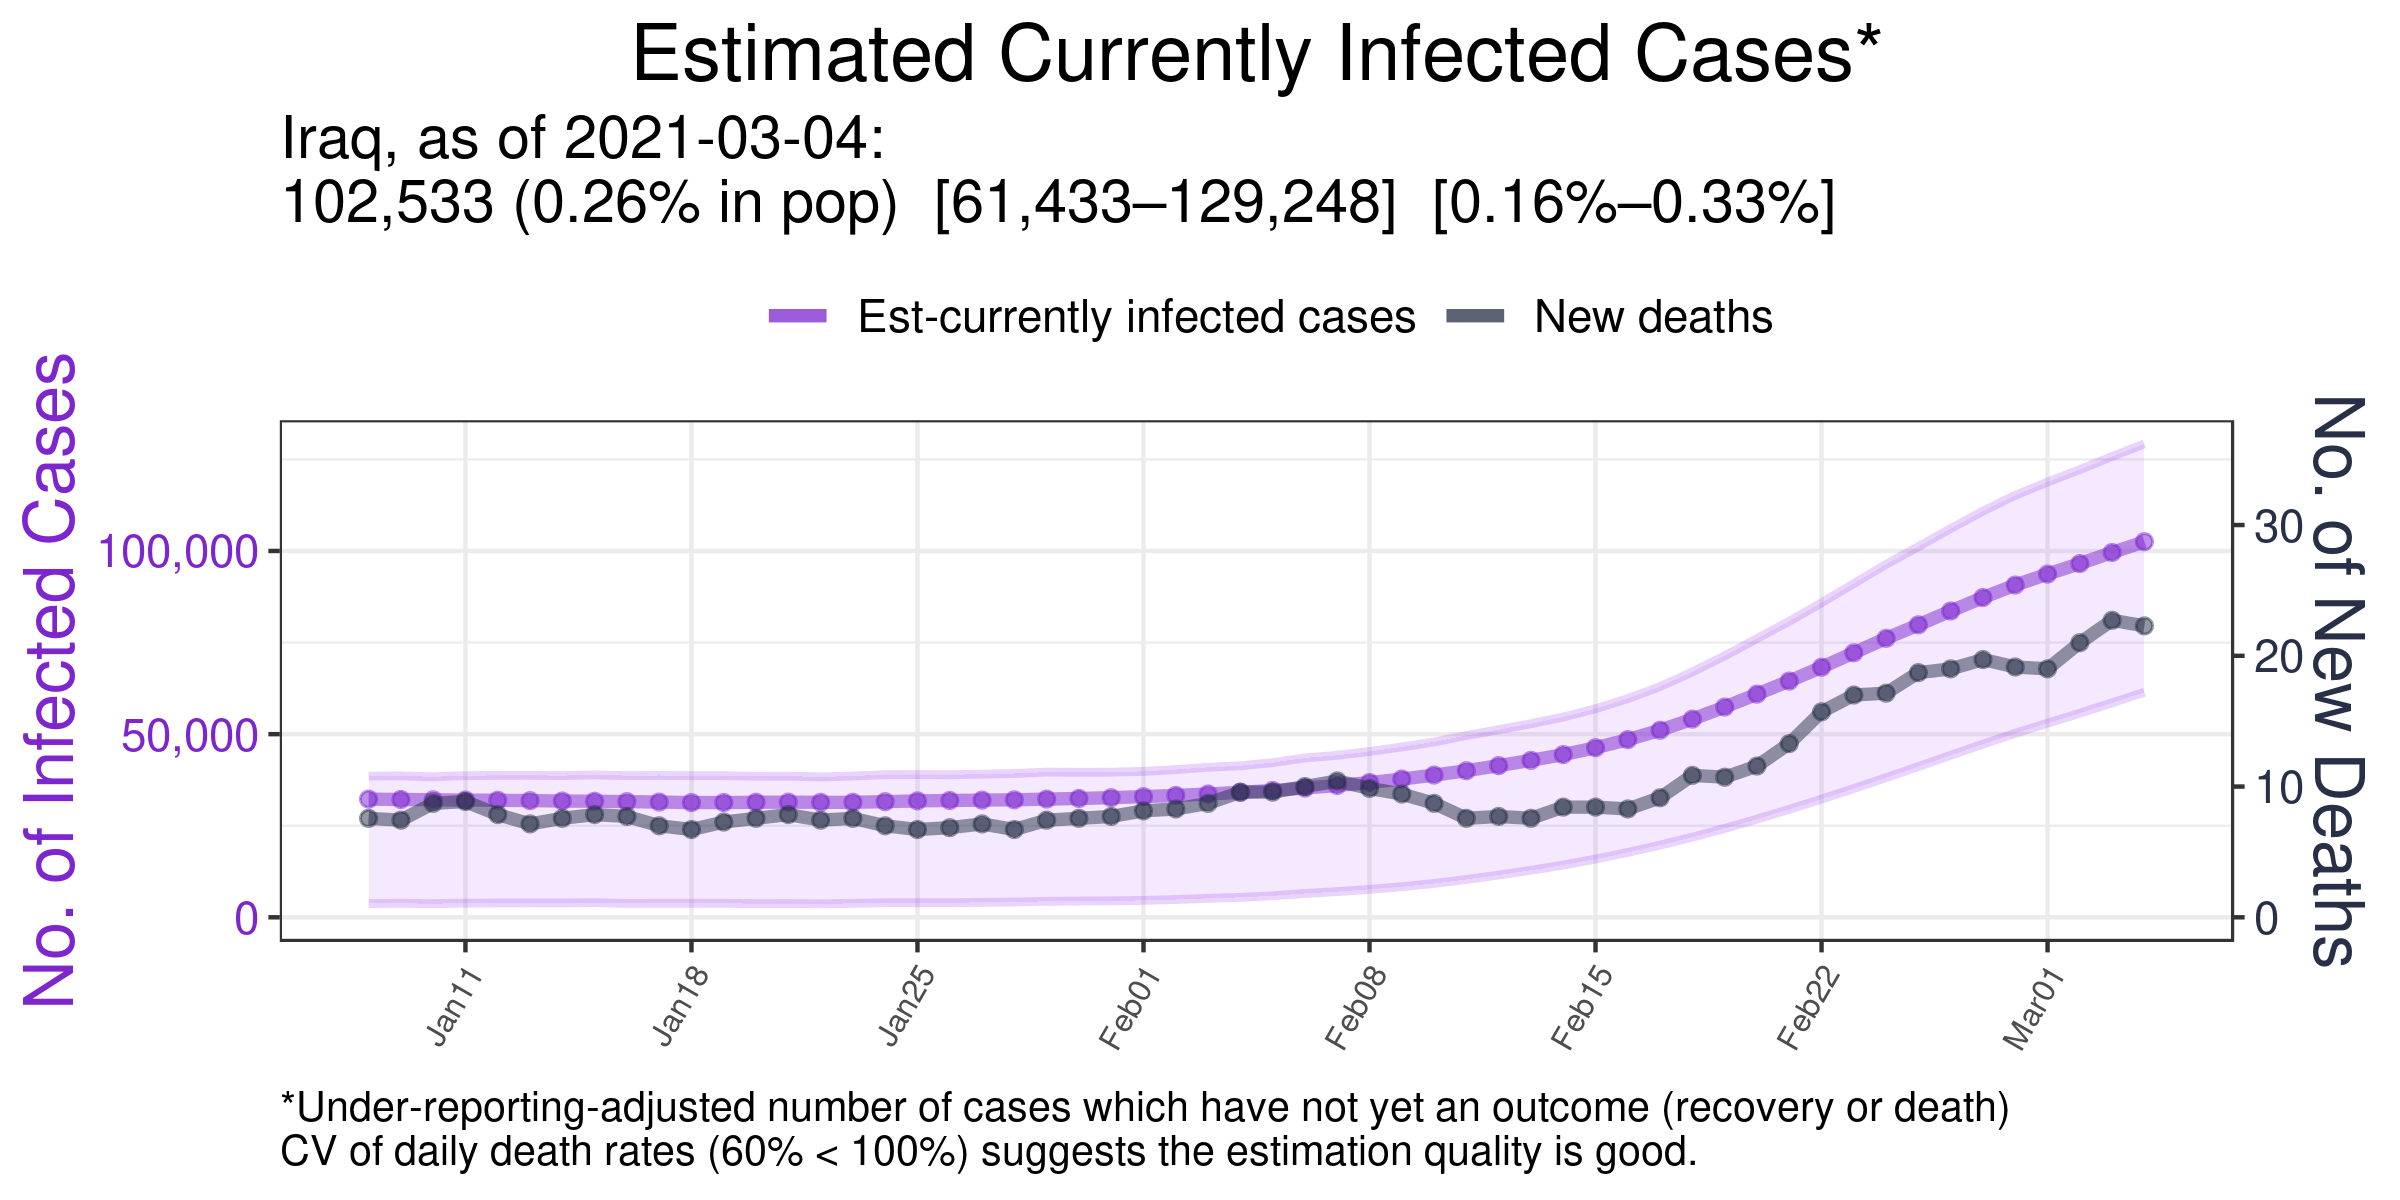 Estimated Currently Infected Cases*
Iraq, as of 2021-03-04:
102,533 (0.26% in pop)  [61,433–129,248]  [0.16%–0.33%]
Est-currently infected cases
New deaths
No. of Infected Cases
100,000
50,000
0
No. of New Deaths
30
20
10
0
Jan11
Jan18
Jan25
Feb01
Feb08
Feb15
Feb22
Mar01
*Under-reporting-adjusted number of cases which have not yet an outcome (recovery or death)
CV of daily death rates (60% < 100%) suggests the estimation quality is good.